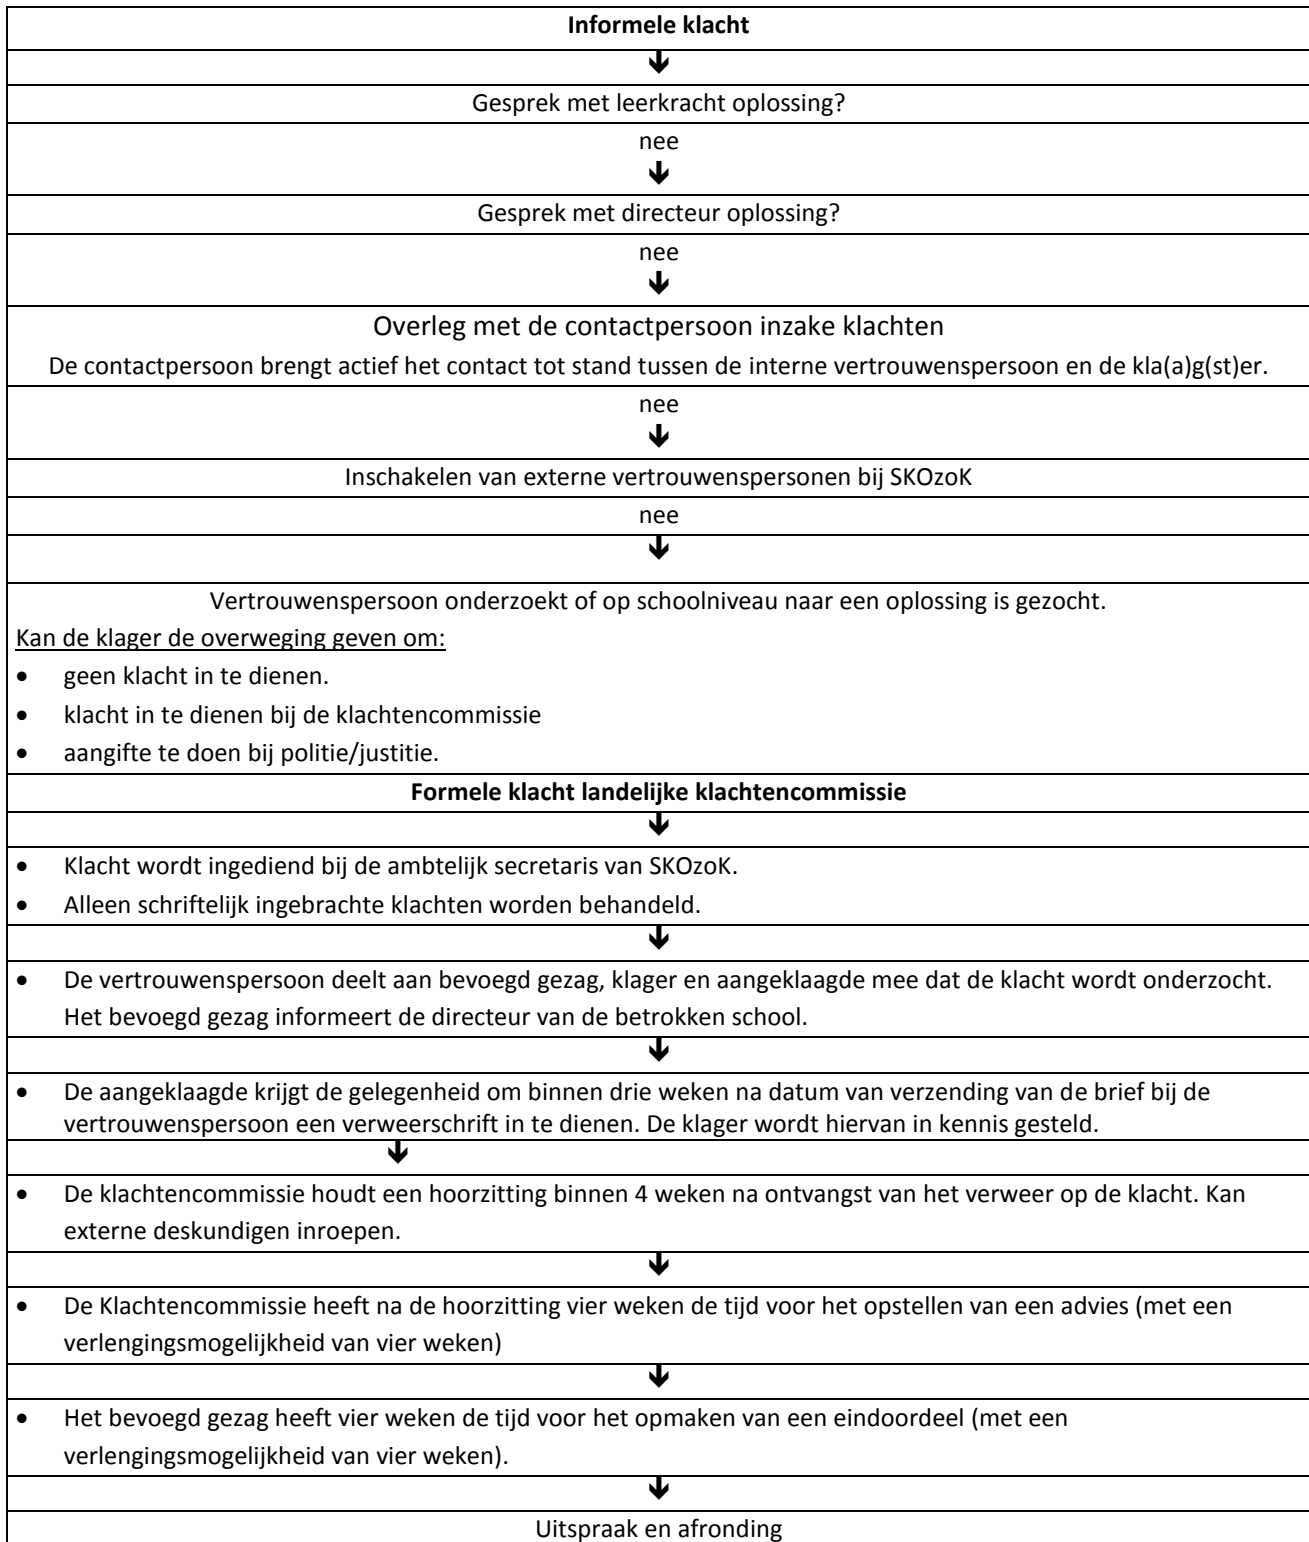 Informele klacht
Gesprek met leerkracht oplossing?
nee
Gesprek met directeur oplossing?
nee
Overleg met de contactpersoon inzake klachten
De contactpersoon brengt actief het contact tot stand tussen de interne vertrouwenspersoon en de kla(a)g(st)er.
nee
Inschakelen van externe vertrouwenspersonen bij SKOzoK
nee
Vertrouwenspersoon onderzoekt of op schoolniveau naar een oplossing is gezocht.
Kan de klager de overweging geven om:
• geen klacht in te dienen.
• klacht in te dienen bij de klachtencommissie
• aangifte te doen bij politie/justitie.
Formele klacht landelijke klachtencommissie
• Klacht wordt ingediend bij de ambtelijk secretaris van SKOzoK.
• Alleen schriftelijk ingebrachte klachten worden behandeld.
• De vertrouwenspersoon deelt aan bevoegd gezag, klager en aangeklaagde mee dat de klacht wordt onderzocht.
Het bevoegd gezag informeert de directeur van de betrokken school.
• De aangeklaagde krijgt de gelegenheid om binnen drie weken na datum van verzending van de brief bij de
vertrouwenspersoon een verweerschrift in te dienen. De klager wordt hiervan in kennis gesteld.
• De klachtencommissie houdt een hoorzitting binnen 4 weken na ontvangst van het verweer op de klacht. Kan
externe deskundigen inroepen.
• De Klachtencommissie heeft na de hoorzitting vier weken de tijd voor het opstellen van een advies (met een
verlengingsmogelijkheid van vier weken)
• Het bevoegd gezag heeft vier weken de tijd voor het opmaken van een eindoordeel (met een
verlengingsmogelijkheid van vier weken).
Uitspraak en afronding